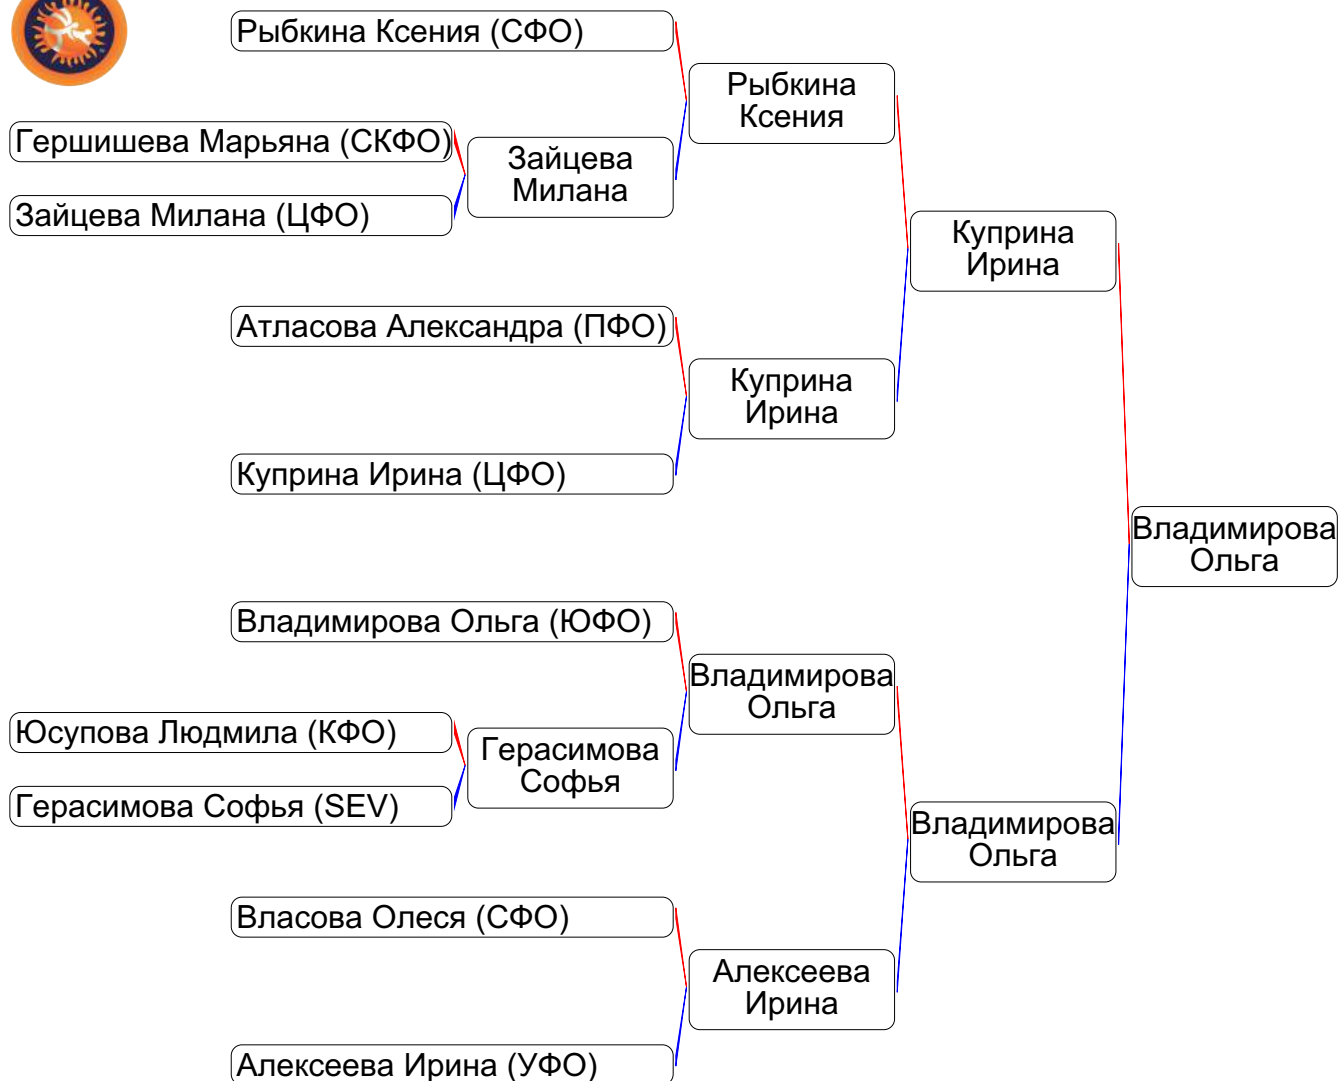 Рыбкина Ксения (СФО)
Рыбкина
Ксения
Гершишева Марьяна (СКФО)
Зайцева
Милана
Зайцева Милана (ЦФО)
Куприна
Ирина
Атласова Александра (ПФО)
Куприна
Ирина
Куприна Ирина (ЦФО)
Владимирова
Ольга
Владимирова Ольга (ЮФО)
Владимирова
Ольга
Юсупова Людмила (КФО)
Герасимова
Софья
Герасимова Софья (SEV)
Владимирова
Ольга
Власова Олеся (СФО)
Алексеева
Ирина
Алексеева Ирина (УФО)